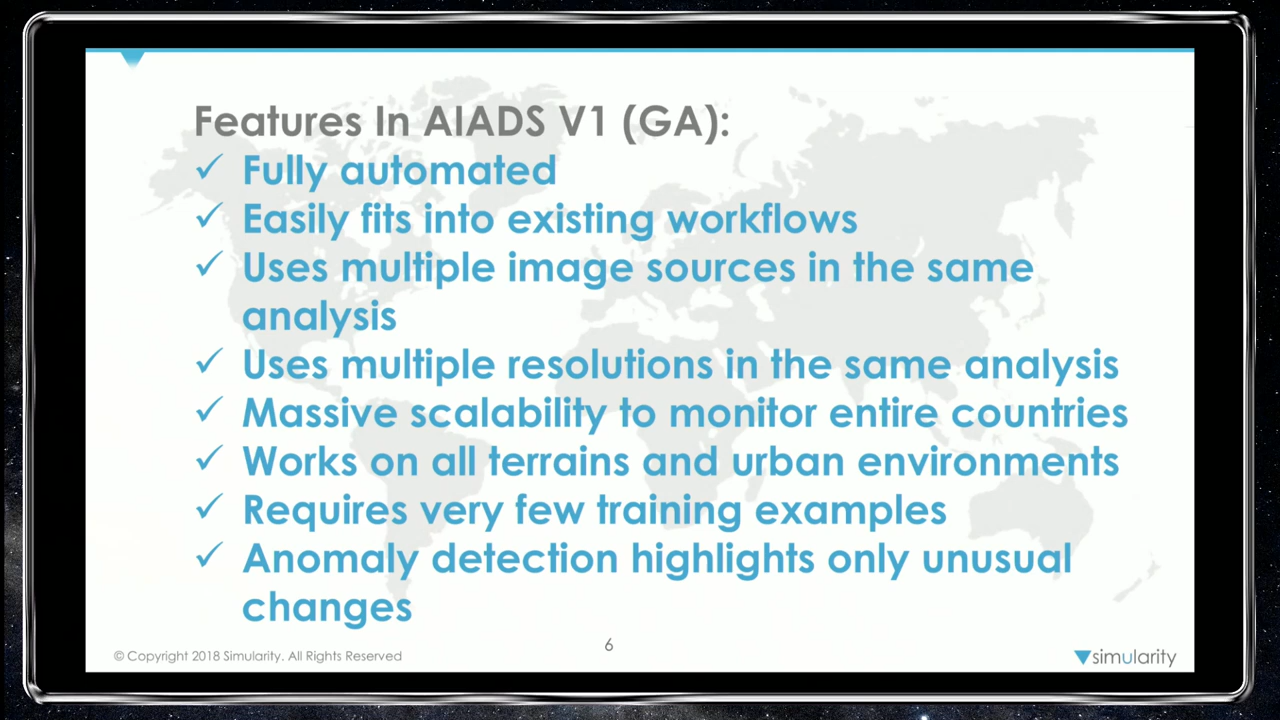 Features In AIADS V1 (GA):
✓ Fully automated
✓ Easily fits into existing workflows
✓ Uses multiple image sources in the same
analysis
✓ Uses multiple resolutions in the same analysis
✓ Massive scalability to monitor entire countries
✓ Works on all terrains and urban environments
✓ Requires very few training examples
✓ Anomaly detection highlights only unusual
changes
© Copyright 2018 Simularity. All Rights Reserved
6
simularity